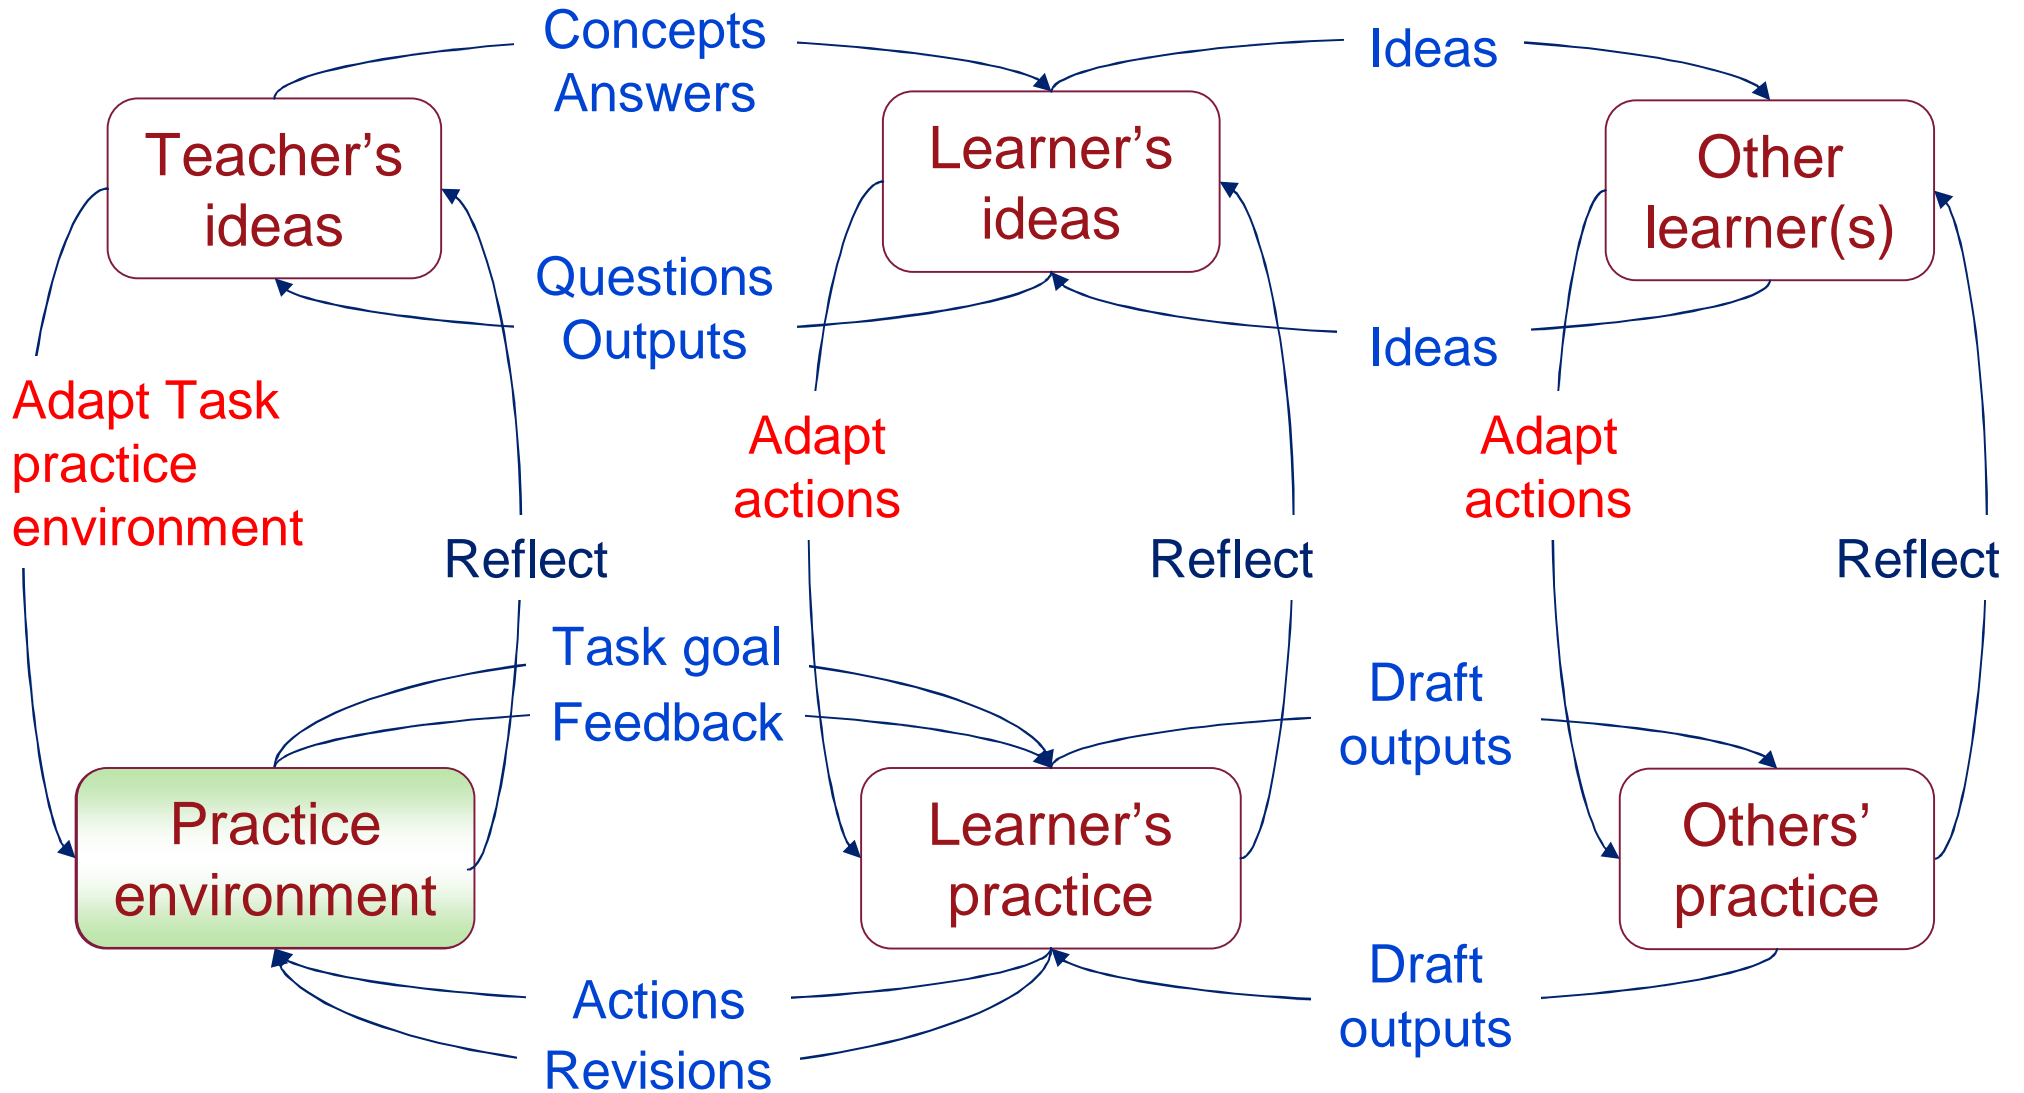 Concepts
Answers
Ideas
Teacher’s
ideas
Learner’s
ideas
Other
learner(s)
Questions
Outputs
Ideas
Adapt Task
practice
environment
Adapt
actions
Adapt
actions
Reflect
Reflect
Reflect
Task goal
Feedback
Draft
outputs
Practice
environment
Learner’s
practice
Others’
practice
Actions
Revisions
Draft
outputs